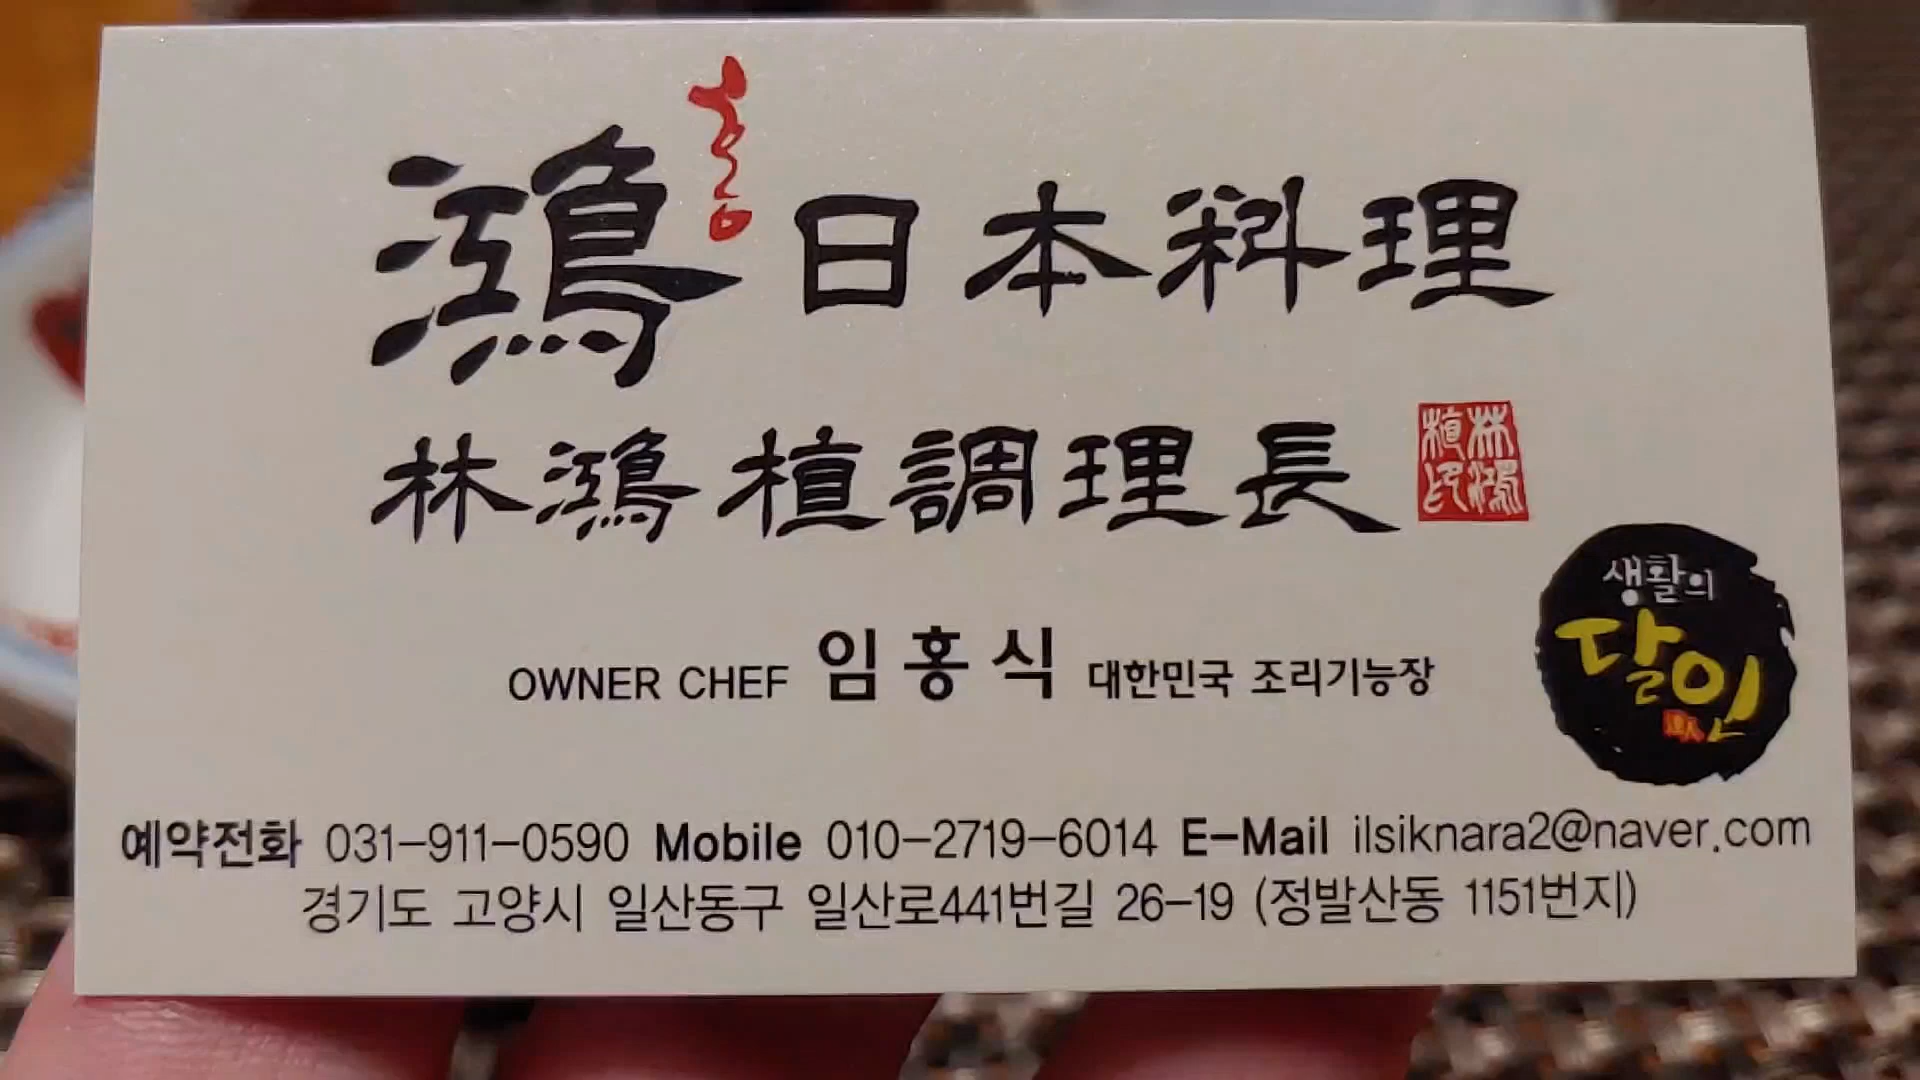 鴻 홍 日本料理
林鴻植調理長 林鴻植印
생활의
달인
達人
OWNER CHEF 임홍식 대한민국 조리기능장
예약전화 031-911-0590 Mobile 010-2719-6014 E-Mail ilsiknara2@naver.com
경기도 고양시 일산동구 일산로441번길 26-19 (정발산동 1151번지)